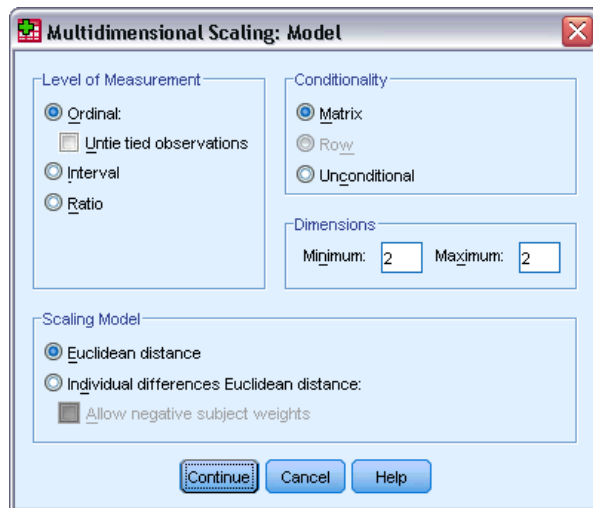 Multidimensional Scaling: Model
Level of Measurement
Ordinal:
Untie tied observations
Interval
Ratio
Conditionality
Matrix
Row
Unconditional
Dimensions
Minimum: 2 Maximum: 2
Scaling Model
Euclidean distance
Individual differences Euclidean distance:
Allow negative subject weights
Continue Cancel Help